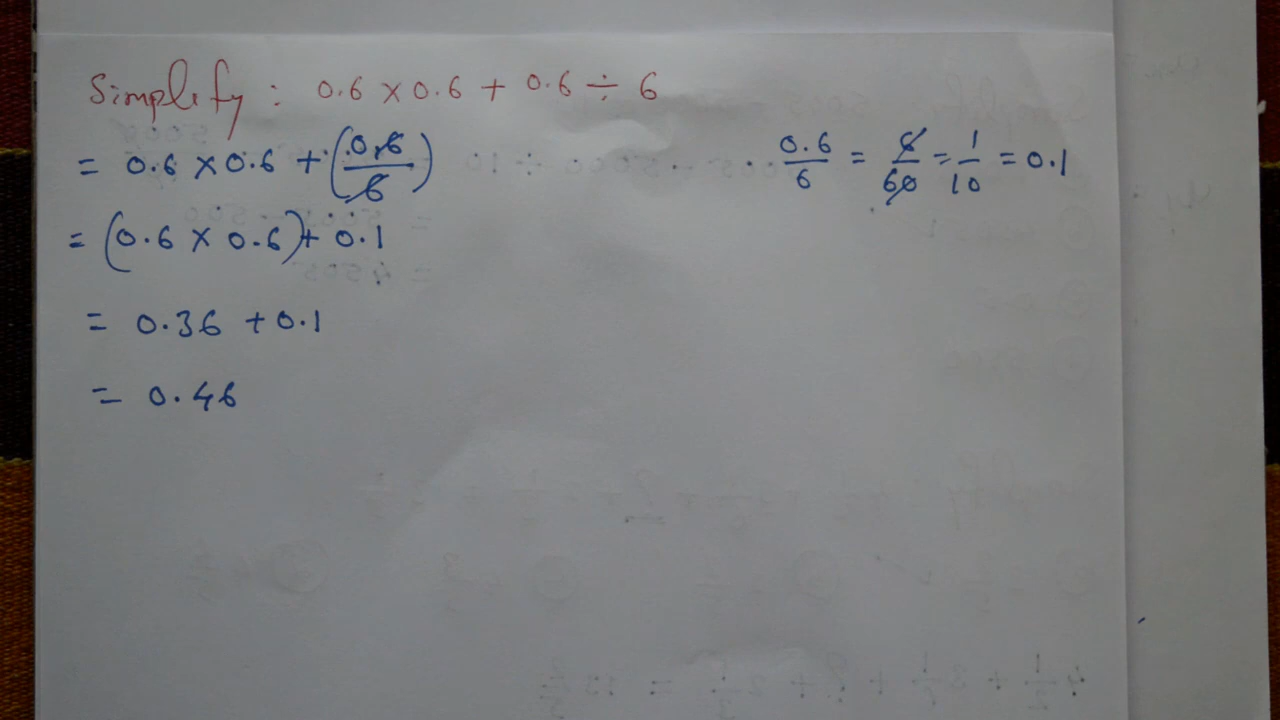 Simplify : 0.6 × 0.6 + 0.6 ÷ 6
= 0.6 × 0.6 + (0.6/6)
0.6/6 = 6/60 = 1/10 = 0.1
= (0.6 × 0.6) + 0.1
= 0.36 + 0.1
= 0.46